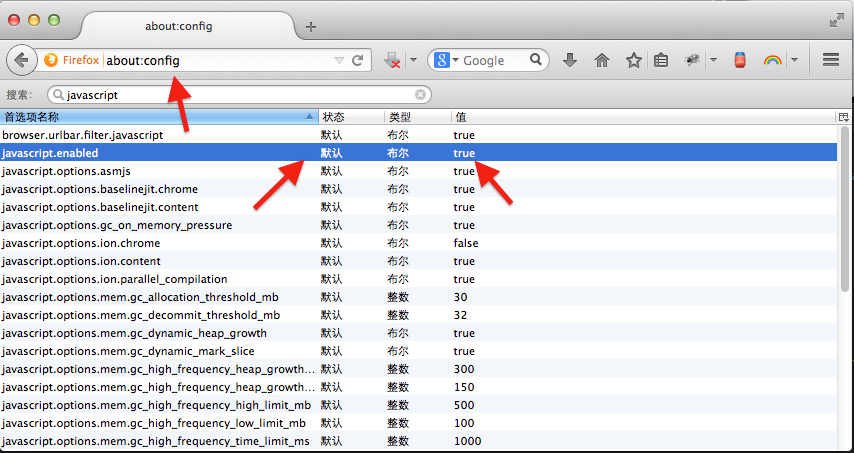 about:config
Firefox about:config Google
搜索: javascript
首选项名称 状态 类型 值
browser.urlbar.filter.javascript 默认 布尔 true
javascript.enabled 默认 布尔 true
javascript.options.asmjs 默认 布尔 true
javascript.options.baselinejit.chrome 默认 布尔 true
javascript.options.baselinejit.content 默认 布尔 true
javascript.options.gc_on_memory_pressure 默认 布尔 true
javascript.options.ion.chrome 默认 布尔 false
javascript.options.ion.content 默认 布尔 true
javascript.options.ion.parallel_compilation 默认 布尔 true
javascript.options.mem.gc_allocation_threshold_mb 默认 整数 30
javascript.options.mem.gc_decommit_threshold_mb 默认 整数 32
javascript.options.mem.gc_dynamic_heap_growth 默认 布尔 true
javascript.options.mem.gc_dynamic_mark_slice 默认 布尔 true
javascript.options.mem.gc_high_frequency_heap_growth... 默认 整数 300
javascript.options.mem.gc_high_frequency_heap_growth... 默认 整数 150
javascript.options.mem.gc_high_frequency_high_limit_mb 默认 整数 500
javascript.options.mem.gc_high_frequency_low_limit_mb 默认 整数 100
javascript.options.mem.gc_high_frequency_time_limit_ms 默认 整数 1000